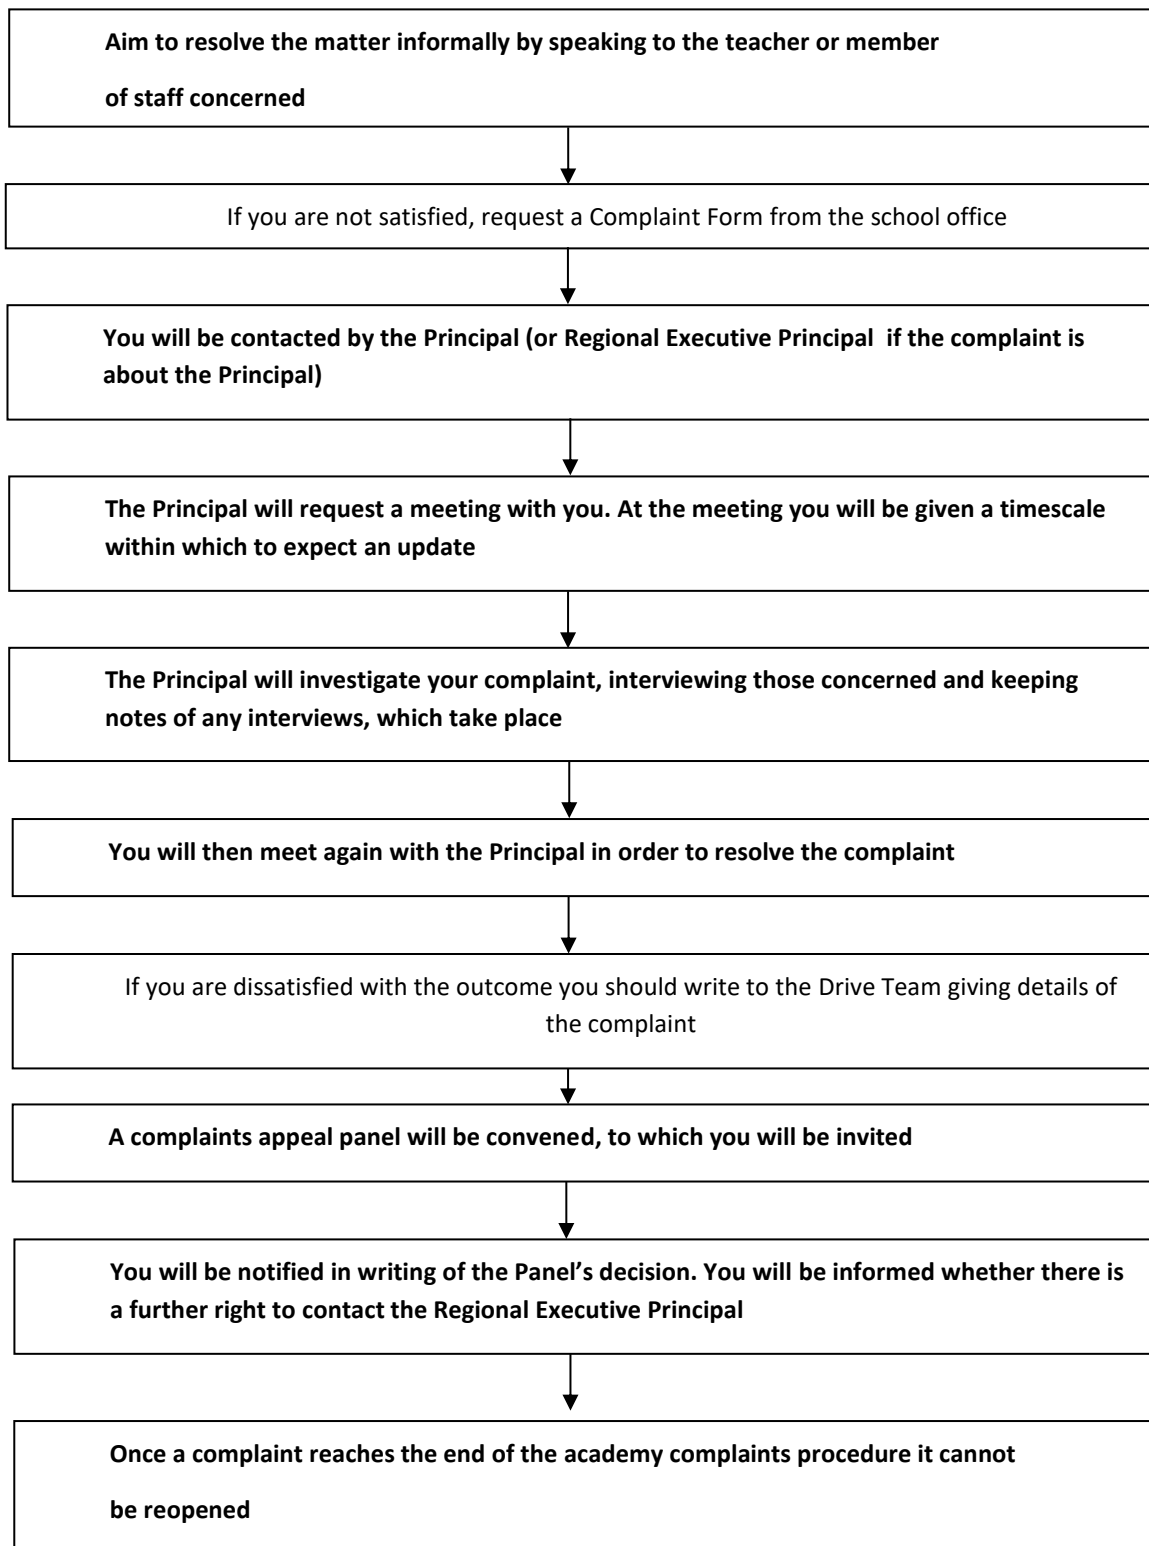 Aim to resolve the matter informally by speaking to the teacher or member
of staff concerned
If you are not satisfied, request a Complaint Form from the school office
You will be contacted by the Principal (or Regional Executive Principal  if the complaint is
about the Principal)
The Principal will request a meeting with you. At the meeting you will be given a timescale
within which to expect an update
The Principal will investigate your complaint, interviewing those concerned and keeping
notes of any interviews, which take place
You will then meet again with the Principal in order to resolve the complaint
If you are dissatisfied with the outcome you should write to the Drive Team giving details of
the complaint
A complaints appeal panel will be convened, to which you will be invited
You will be notified in writing of the Panel’s decision. You will be informed whether there is
a further right to contact the Regional Executive Principal
Once a complaint reaches the end of the academy complaints procedure it cannot
be reopened